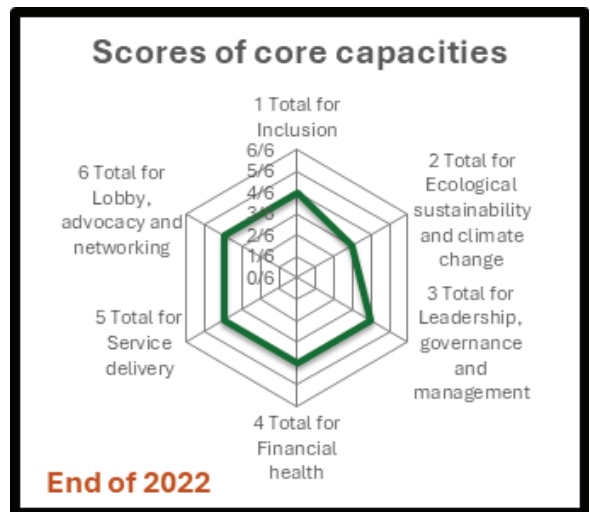 Scores of core capacities
1 Total for
Inclusion
6/6
5/6
4/6
3/6
2/6
1/6
0/6
2 Total for
Ecological
sustainability
and climate
change
3 Total for
Leadership,
governance
and
management
4 Total for
Financial
health
5 Total for
Service
delivery
6 Total for
Lobby,
advocacy and
networking
End of 2022